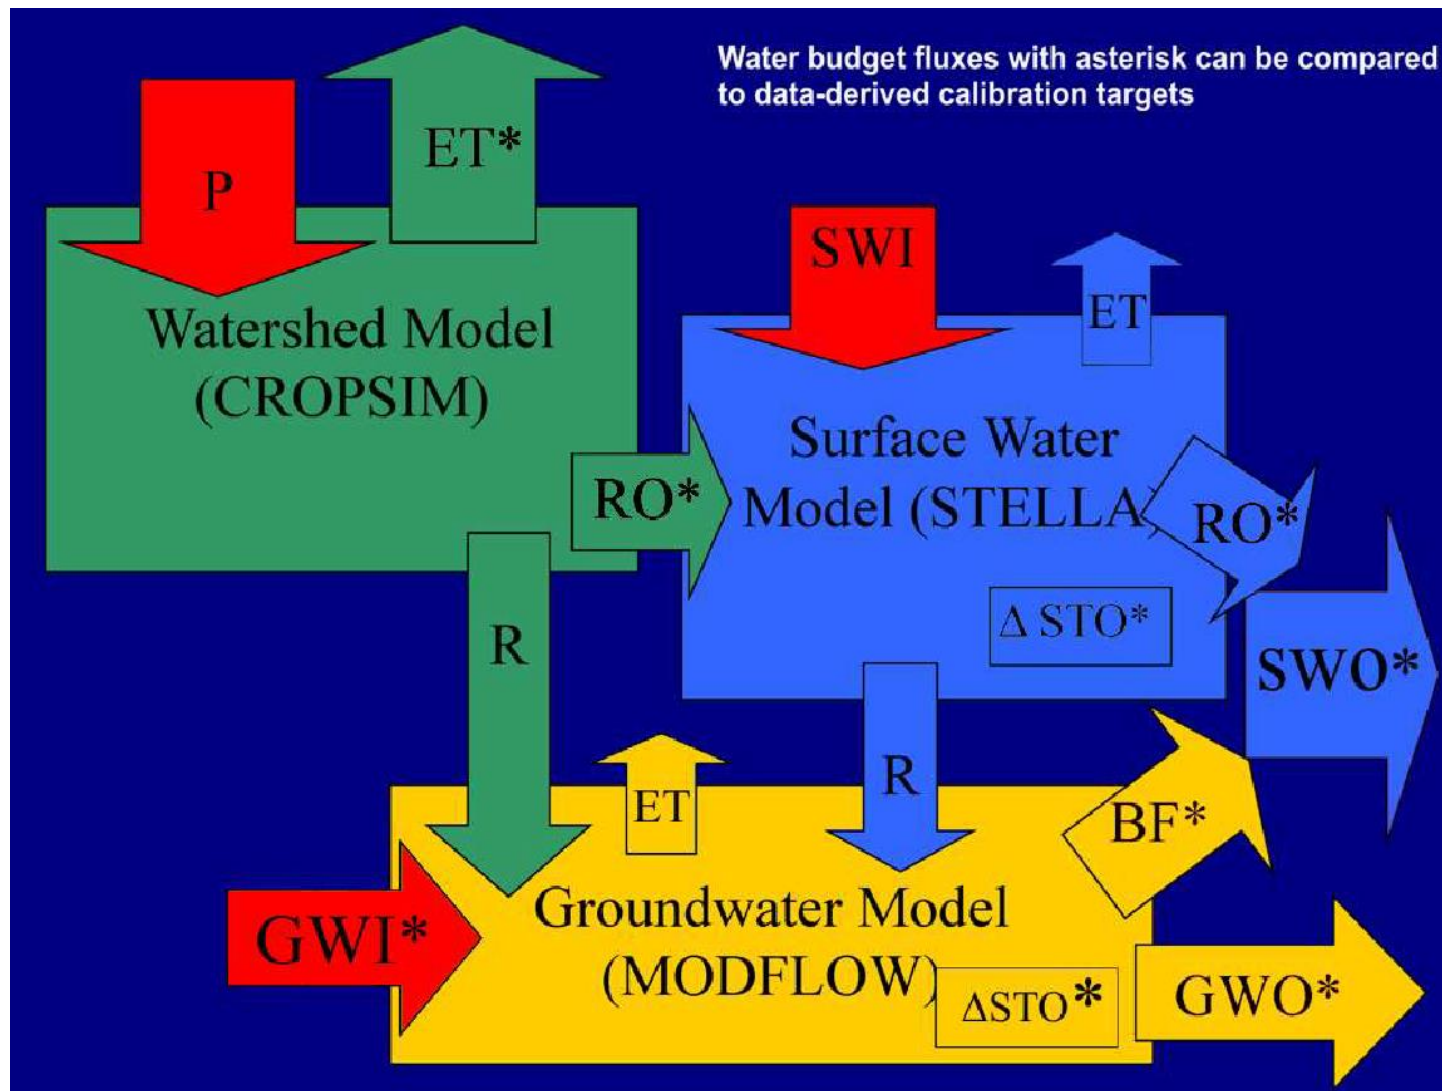 Water budget fluxes with asterisk can be compared
to data-derived calibration targets
P
ET*
Watershed Model
(CROPSIM)
SWI
ET
Surface Water
Model (STELLA)
RO*
RO*
Δ STO*
SWO*
R
R
ET
BF*
GWI*
Groundwater Model
(MODFLOW)
ΔSTO*
GWO*